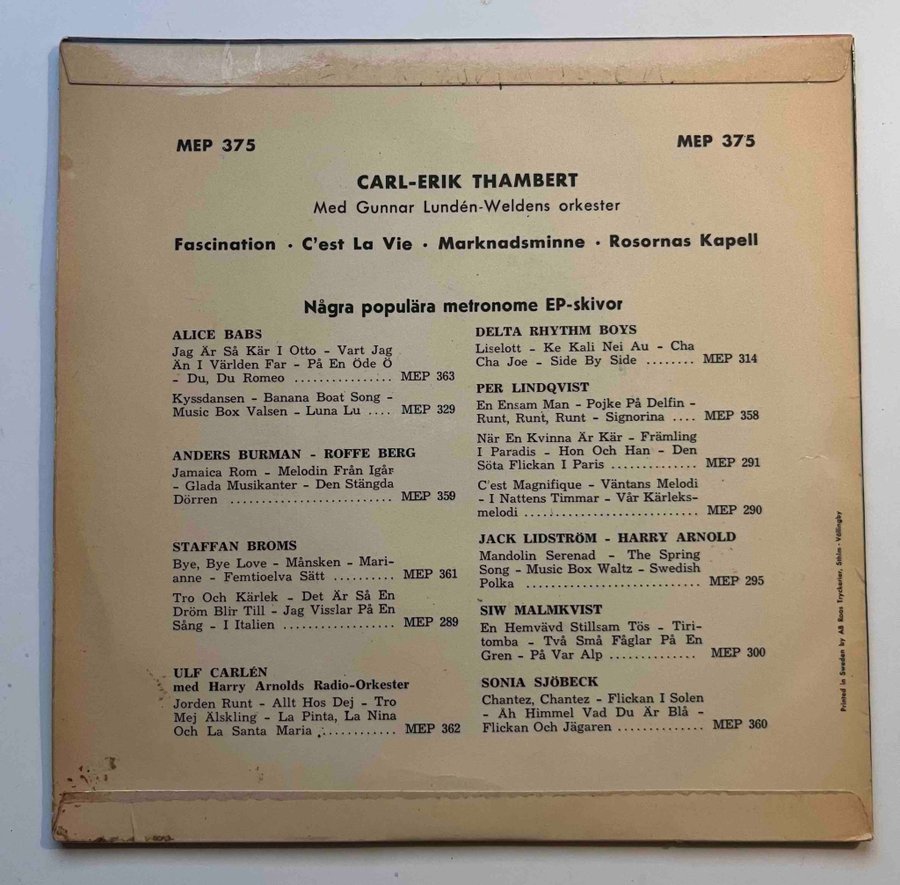 MEP 375
MEP 375
CARL-ERIK THAMBERT
Med Gunnar Lundén-Weldens orkester
Fascination · C'est La Vie · Marknadsminne · Rosornas Kapell
Några populära metronome EP-skivor
ALICE BABS
Jag Är Så Kär I Otto – Vart Jag
Än I Världen Far – På En Öde Ö
– Du, Du Romeo ................ MEP 363
Kyssdansen – Banana Boat Song –
Music Box Valsen – Luna Lu .... MEP 329
ANDERS BURMAN – ROFFE BERG
Jamaica Rom – Melodin Från Igår
– Glada Musikanter – Den Stängda
Dörren ......................... MEP 359
STAFFAN BROMS
Bye, Bye Love – Månsken – Mari-
anne – Femtioelva Sätt .......... MEP 361
Tro Och Kärlek – Det Är Så En
Dröm Blir Till – Jag Visslar På En
Sång – I Italien .................. MEP 289
ULF CARLÉN
med Harry Arnolds Radio-Orkester
Jorden Runt – Allt Hos Dej – Tro
Mej Älskling – La Pinta, La Nina
Och La Santa Maria ............ MEP 362
DELTA RHYTHM BOYS
Liselott – Ke Kali Nei Au – Cha
Cha Joe – Side By Side ........ MEP 314
PER LINDQVIST
En Ensam Man – Pojke På Delfin –
Runt, Runt, Runt – Signorina .... MEP 358
När En Kvinna Är Kär – Främling
I Paradis – Hon Och Han – Den
Söta Flickan I Paris ............. MEP 291
C'est Magnifique – Väntans Melodi
– I Nattens Timmar – Vår Kärleks-
melodi ........................... MEP 290
JACK LIDSTRÖM – HARRY ARNOLD
Mandolin Serenad – The Spring
Song – Music Box Waltz – Swedish
Polka ........................... MEP 295
SIW MALMKVIST
En Hemvävd Stillsam Tös – Tiri-
tomba – Två Små Fåglar På En
Gren – På Var Alp .............. MEP 300
SONIA SJÖBECK
Chantez, Chantez – Flickan I Solen
– Åh Himmel Vad Du Är Blå –
Flickan Och Jägaren ............. MEP 360
Printed in Sweden by AB Roos Tryckerier, Sthlm - Vällingby